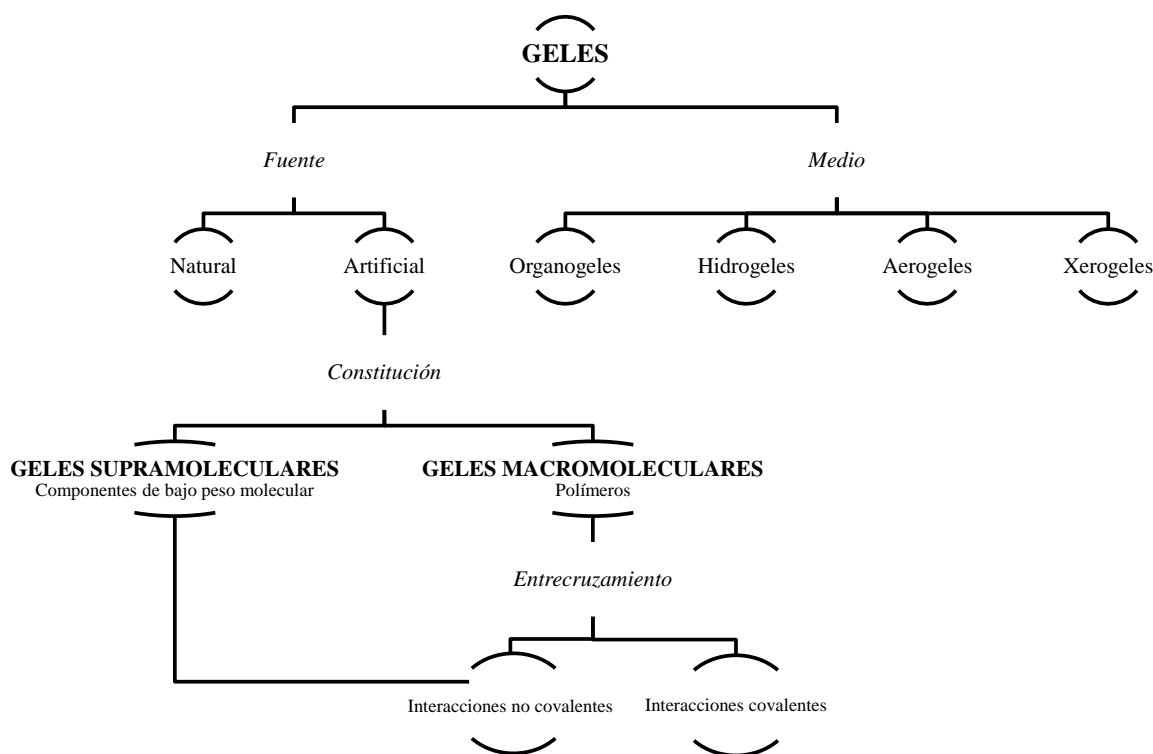 GELES
Fuente
Medio
Natural
Artificial
Organogeles
Hidrogeles
Aerogeles
Xerogeles
Constitución
GELES SUPRAMOLECULARES
Componentes de bajo peso molecular
GELES MACROMOLECULARES
Polímeros
Entrecruzamiento
Interacciones no covalentes
Interacciones covalentes